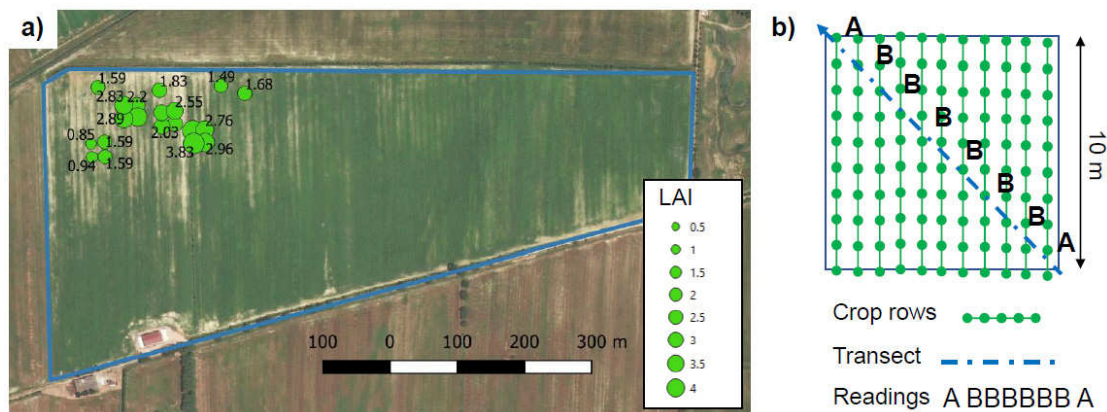 a)
1.59
1.83
1.49
1.68
2.83
2.2
2.55
2.89
2.03
2.76
0.85
1.59
3.83
2.96
0.94
1.59
LAI
0.5
1
1.5
2
2.5
3
3.5
4
100 0 100 200 300 m
b)
A
B
B
B
B
B
B
A
10 m
Crop rows
Transect
Readings A BBBBBB A